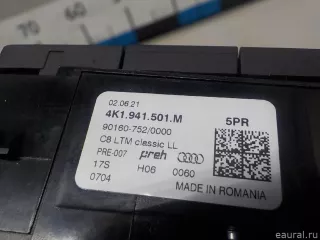 70 60
02.06.21
4K1.941.501.M 5PR
90160-752/0000
C8 LTM classic LL
PRE-007 preh
17S H06 0060
0704 MADE IN ROMANIA
eaural.ru